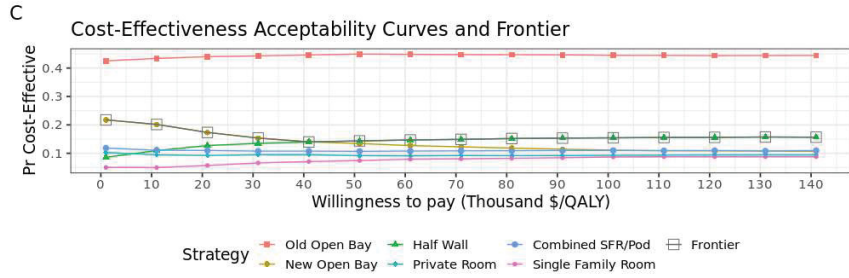 C
Cost-Effectiveness Acceptability Curves and Frontier
Pr Cost-Effective
0.4
0.3
0.2
0.1
0 10 20 30 40 50 60 70 80 90 100 110 120 130 140
Willingness to pay (Thousand $/QALY)
Strategy
Old Open Bay Half Wall Combined SFR/Pod Frontier
New Open Bay Private Room Single Family Room